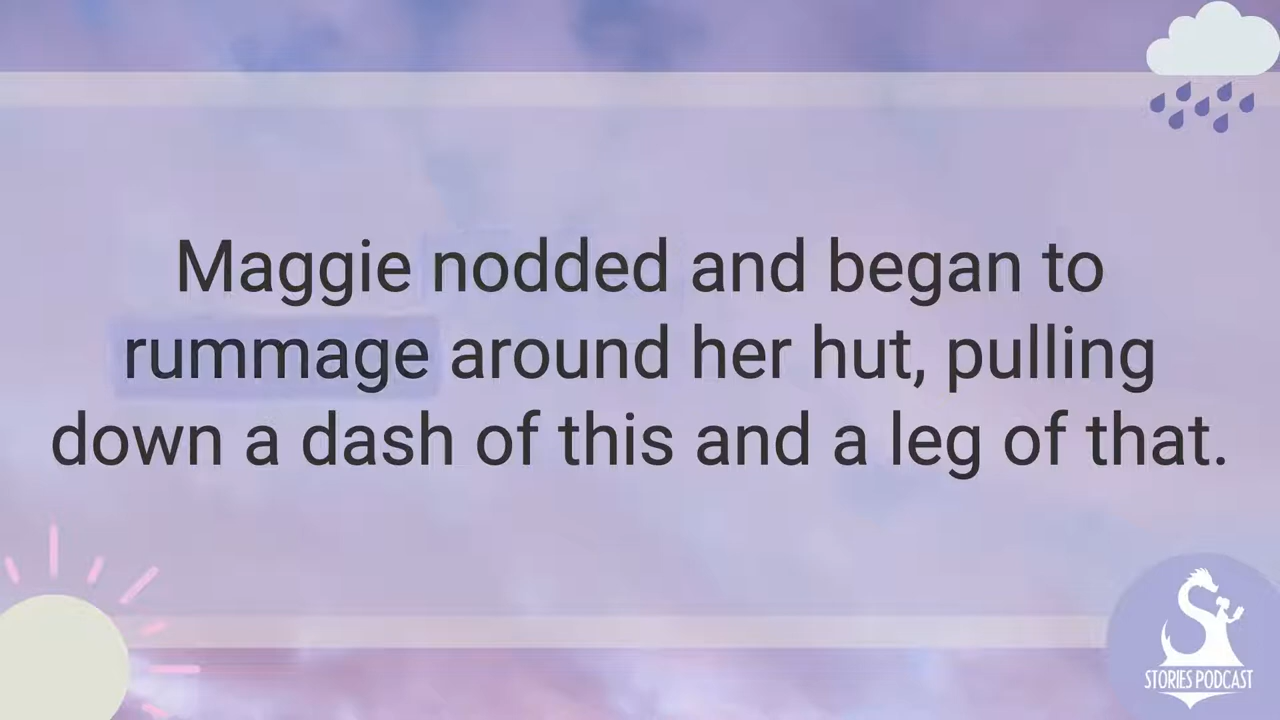 Maggie nodded and began to
rummage around her hut, pulling
down a dash of this and a leg of that.
STORIES PODCAST